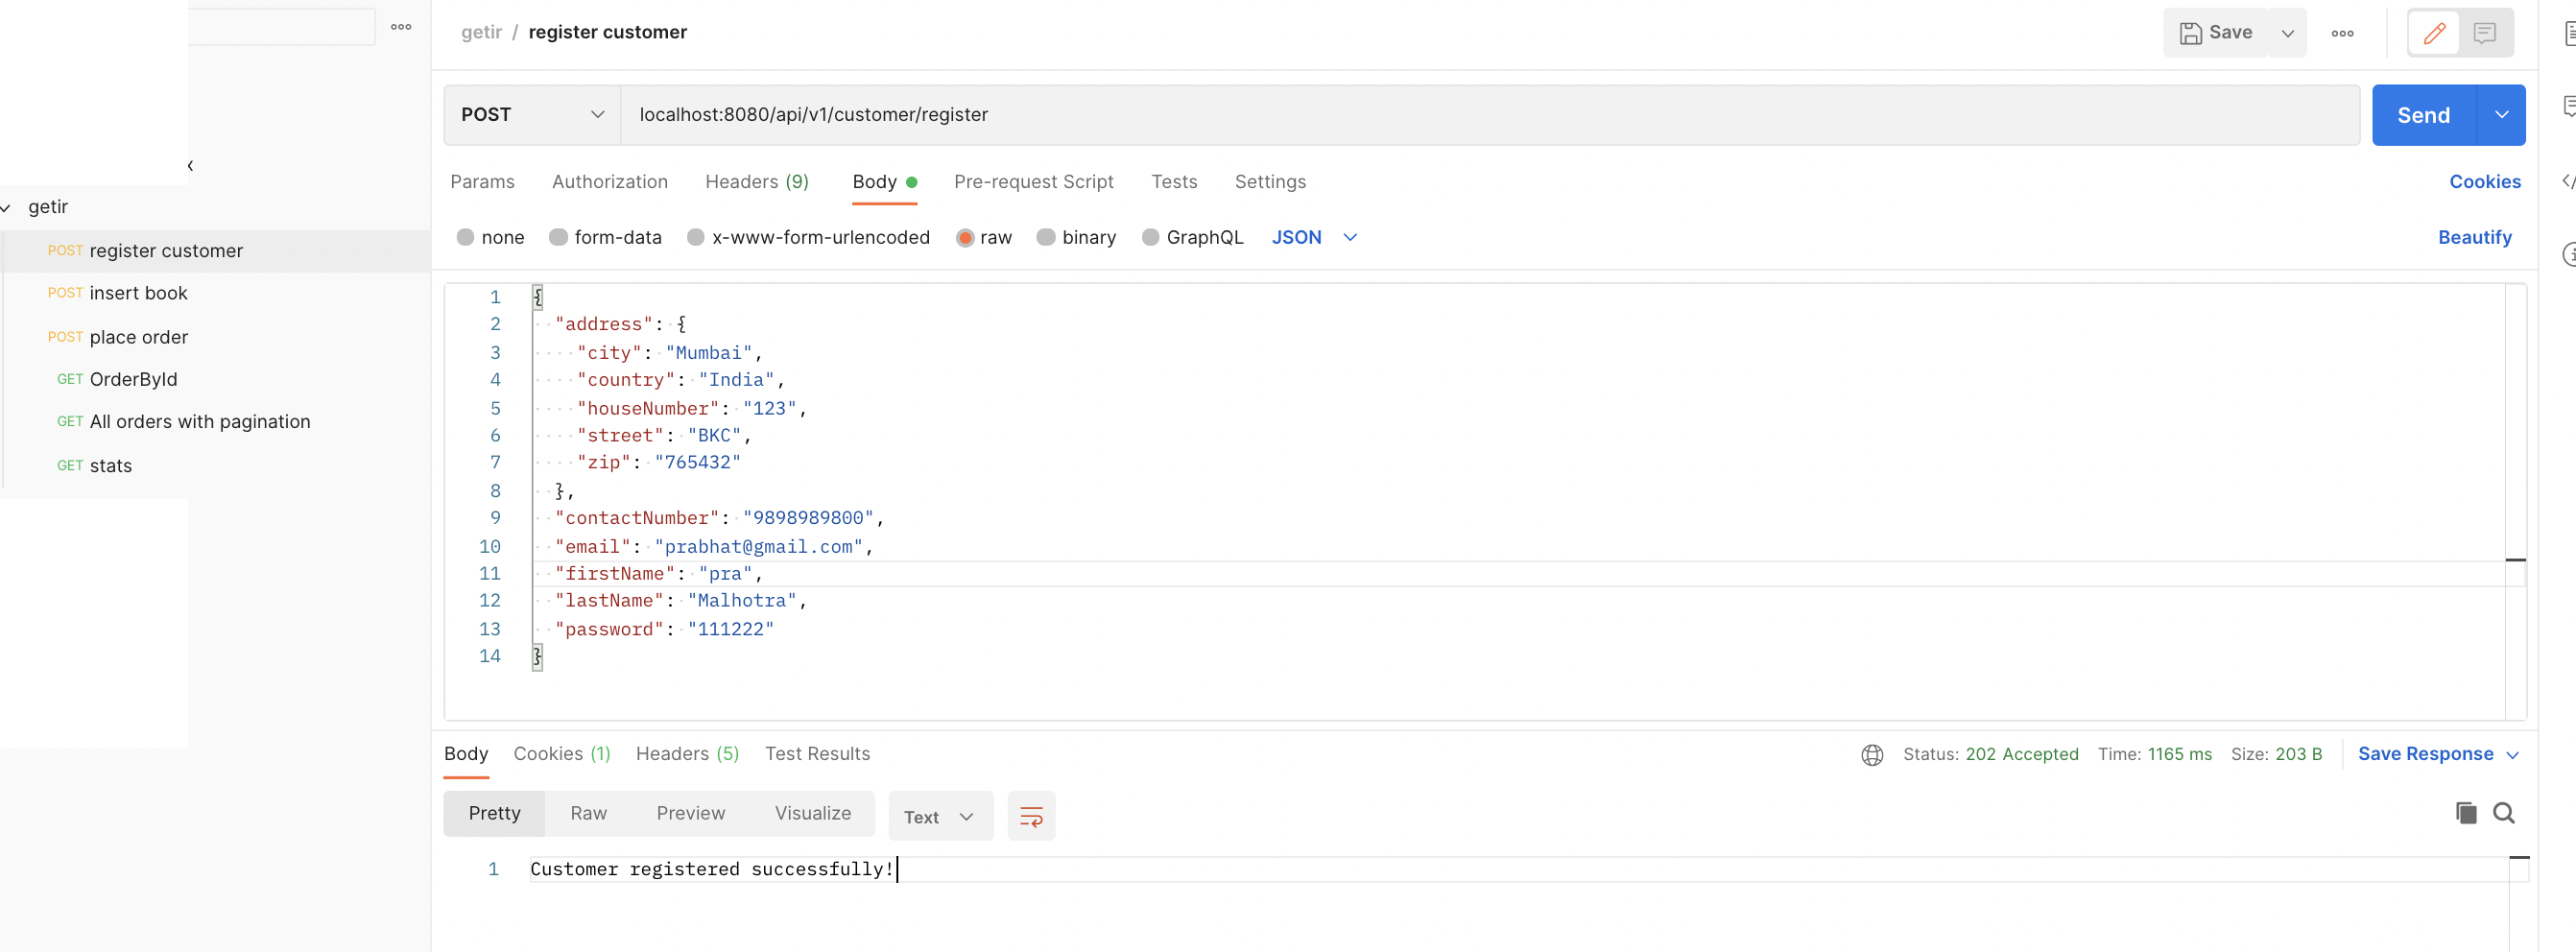 getir / register customer
Save
POST
localhost:8080/api/v1/customer/register
Send
Params Authorization Headers (9) Body Pre-request Script Tests Settings
Cookies
none form-data x-www-form-urlencoded raw binary GraphQL JSON
Beautify
getir
POST register customer
POST insert book
POST place order
GET OrderById
GET All orders with pagination
GET stats
1 {
2 "address": {
3 "city": "Mumbai",
4 "country": "India",
5 "houseNumber": "123",
6 "street": "BKC",
7 "zip": "765432"
8 },
9 "contactNumber": "9898989800",
10 "email": "prabhat@gmail.com",
11 "firstName": "pra",
12 "lastName": "Malhotra",
13 "password": "111222"
14 }
Body Cookies (1) Headers (5) Test Results
Status: 202 Accepted Time: 1165 ms Size: 203 B
Save Response
Pretty Raw Preview Visualize
Text
1 Customer registered successfully!